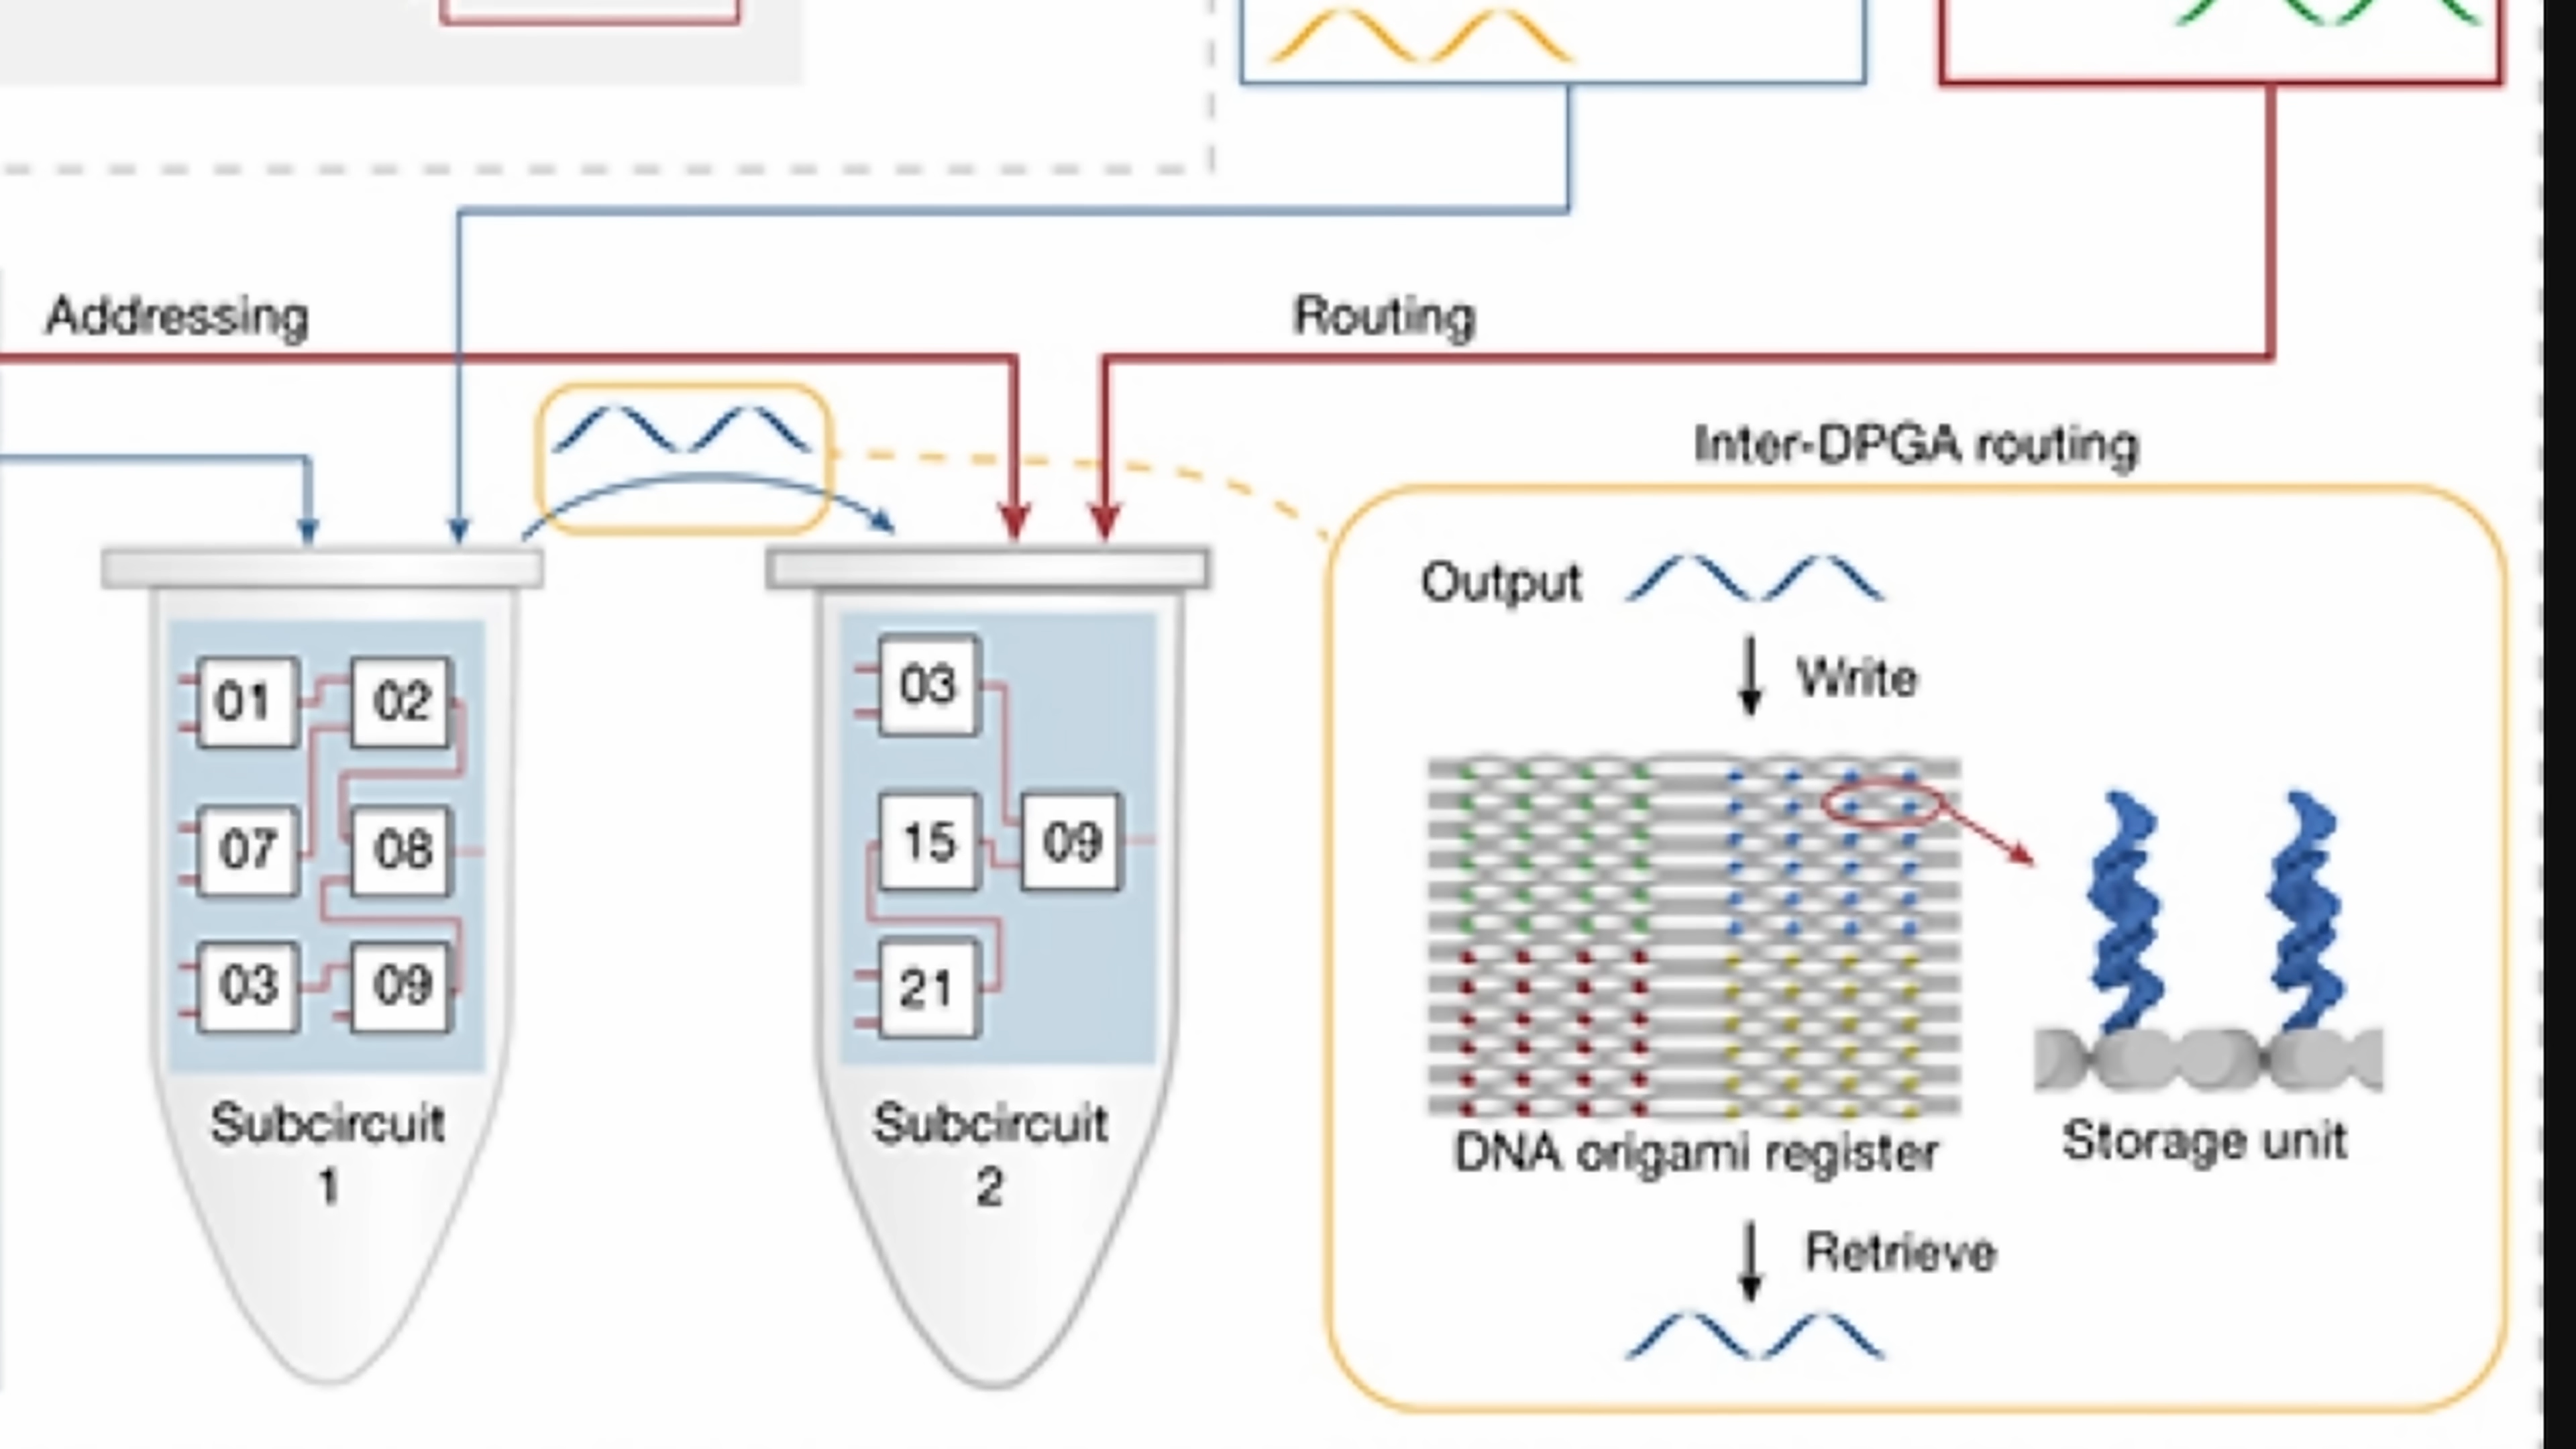 Addressing
Routing
Inter-DPGA routing
Output
Write
01
02
07
08
03
09
Subcircuit
1
03
15
09
21
Subcircuit
2
DNA origami register
Storage unit
Retrieve